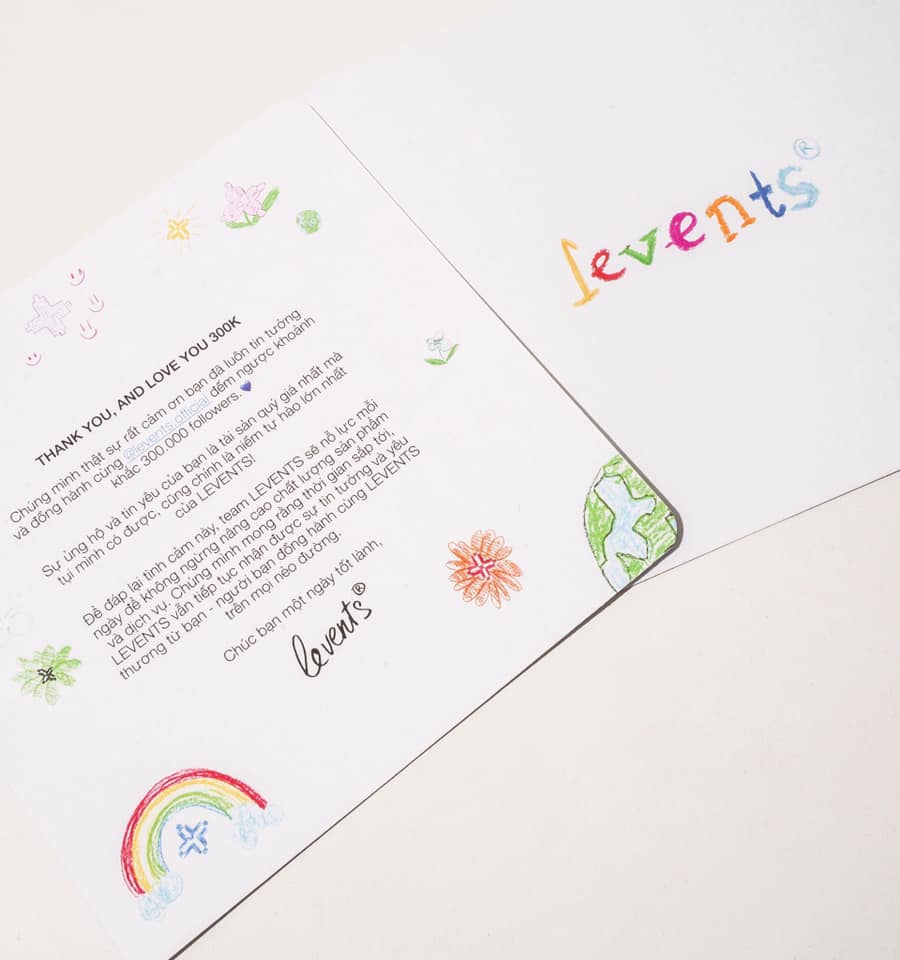 THANK YOU, AND LOVE YOU 300K
Chúng mình thật sự rất cảm ơn bạn đã luôn tin tưởng
và đồng hành cùng @levents.official đếm ngược khoảnh
khắc 300.000 followers. 💜
Sự ủng hộ và tin yêu của bạn là tài sản quý giá nhất mà
tụi mình có được, cũng chính là niềm tự hào lớn nhất
của LEVENTS!
Để đáp lại tình cảm này, team LEVENTS sẽ nỗ lực mỗi
ngày để không ngừng nâng cao chất lượng sản phẩm
và dịch vụ. Chúng mình mong rằng thời gian sắp tới,
LEVENTS vẫn tiếp tục nhận được sự tin tưởng và yêu
thương từ bạn - người bạn đồng hành cùng LEVENTS
trên mọi nẻo đường.
Chúc bạn một ngày tốt lành,
levents®
levents®